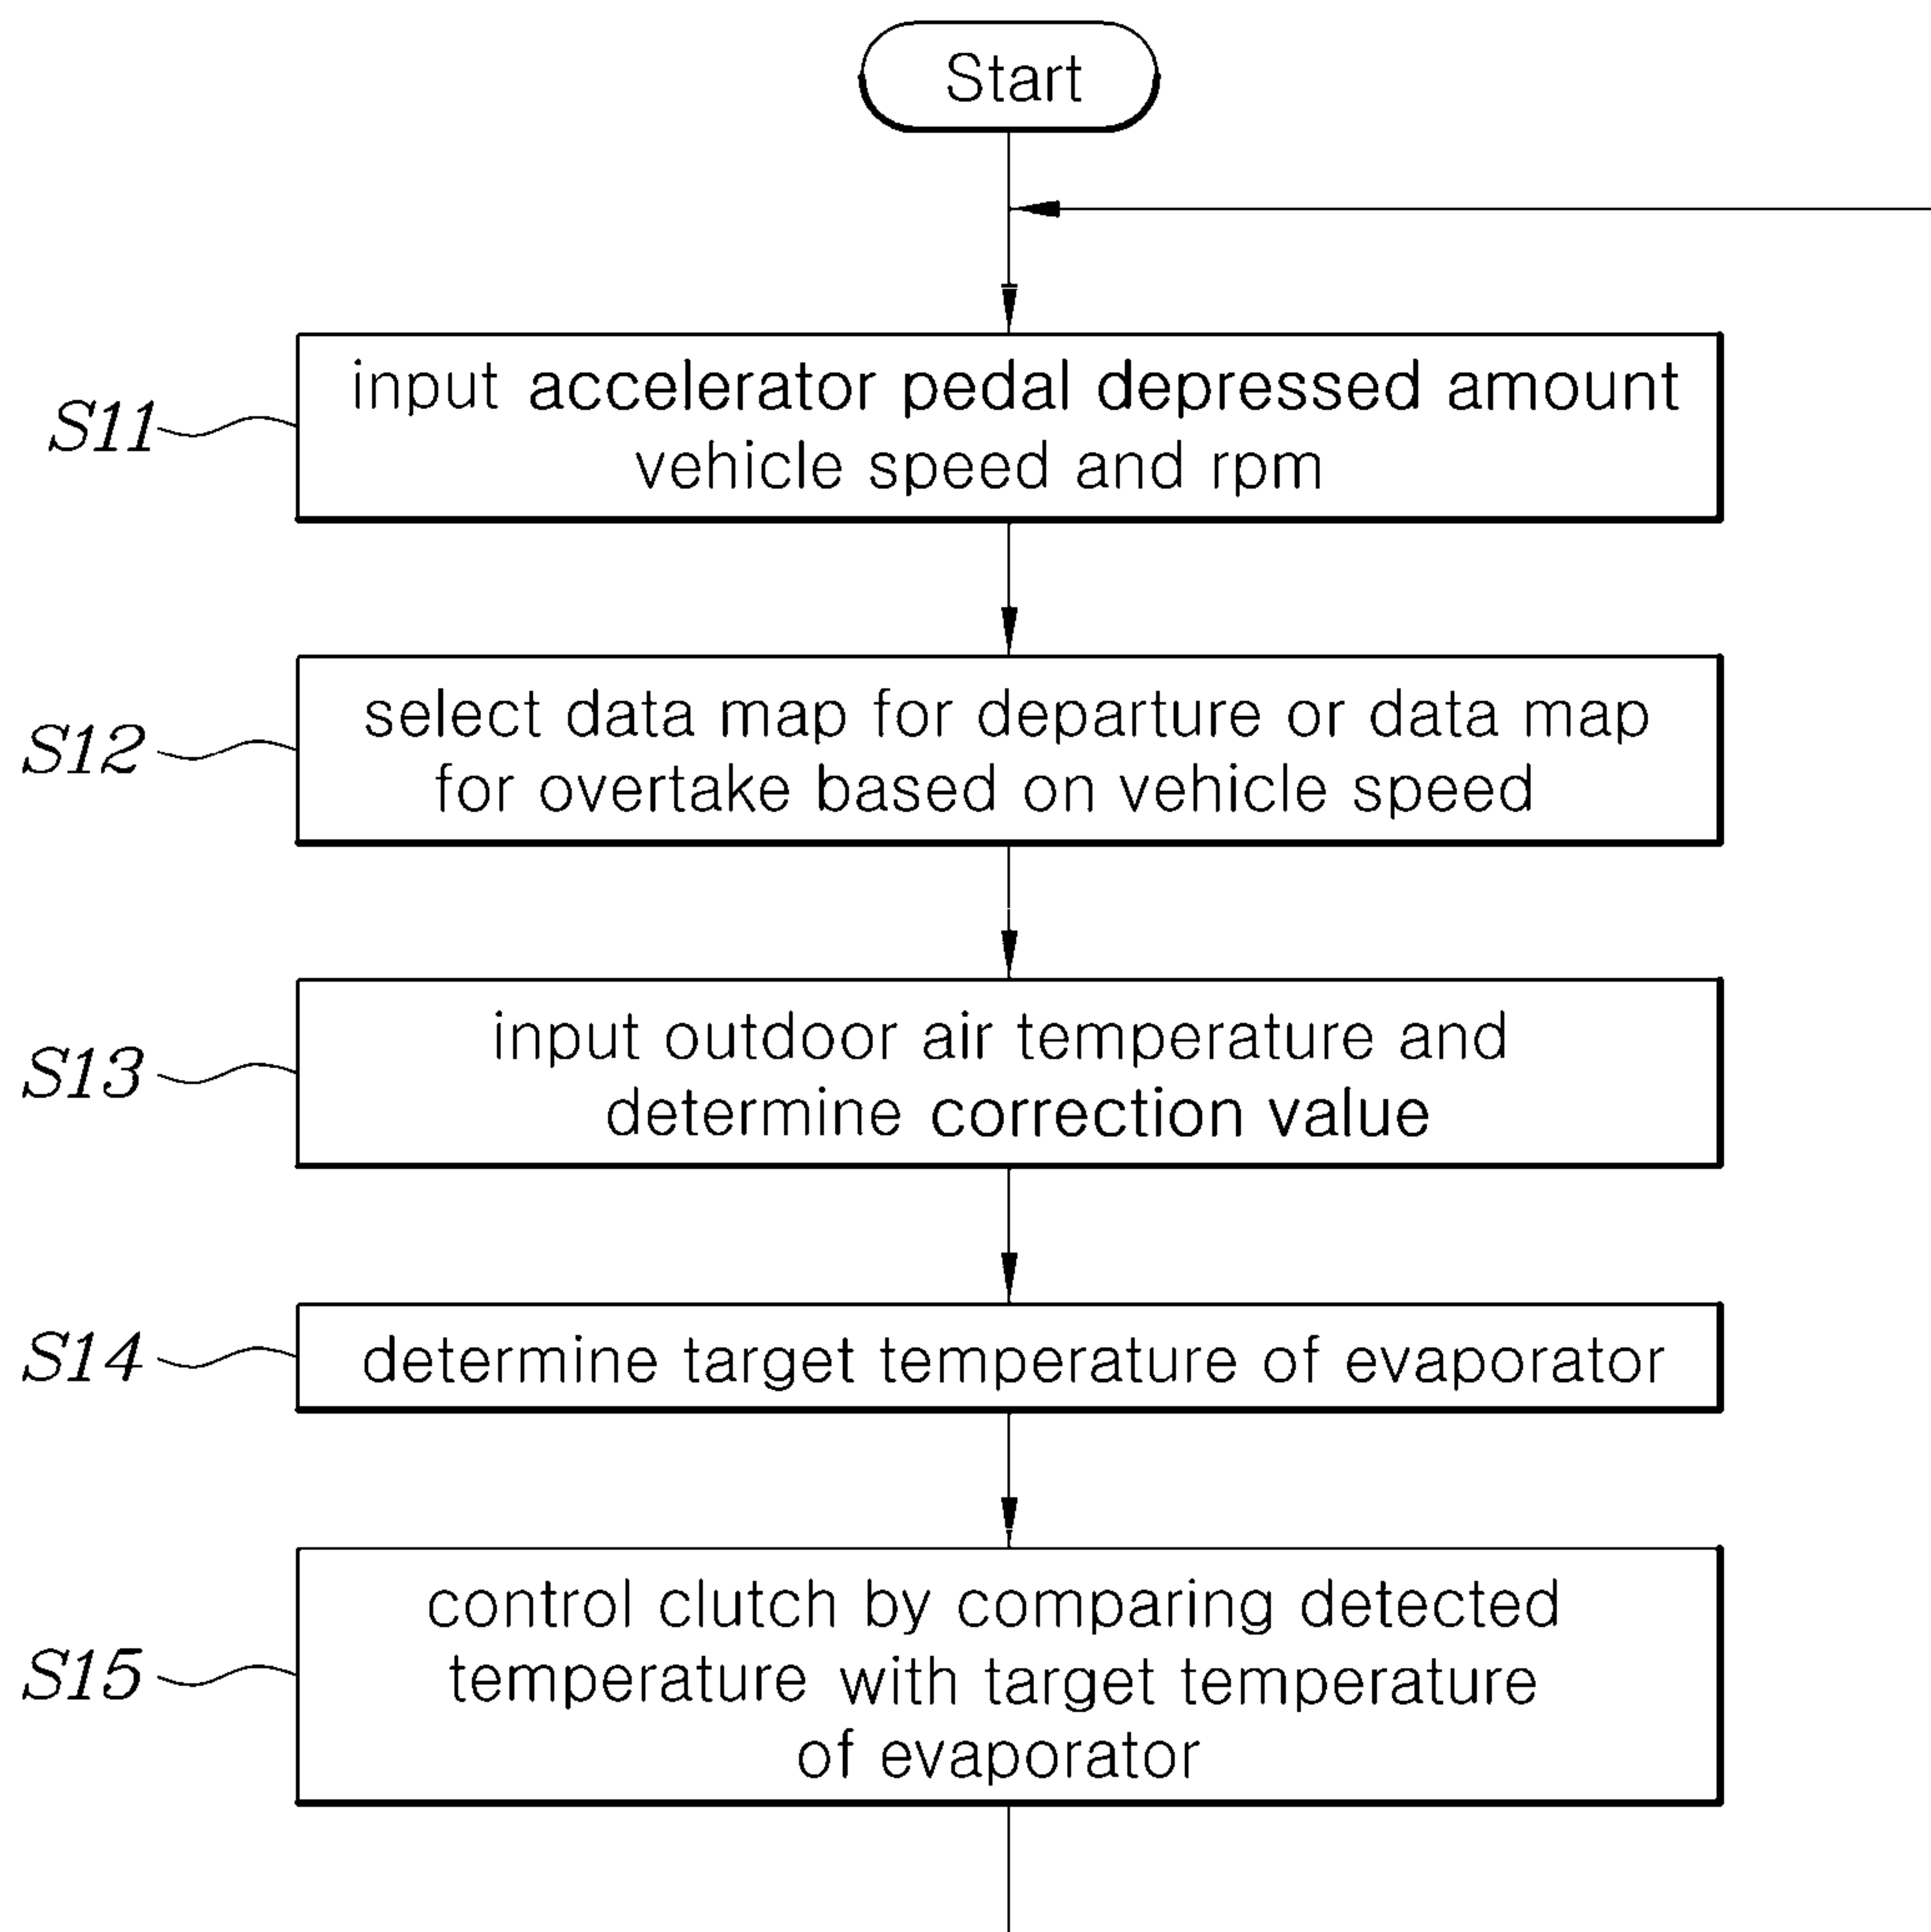 Start
S11
input accelerator pedal depressed amount
vehicle speed and rpm
S12
select data map for departure or data map
for overtake based on vehicle speed
S13
input outdoor air temperature and
determine correction value
S14
determine target temperature of evaporator
S15
control clutch by comparing detected
temperature with target temperature
of evaporator